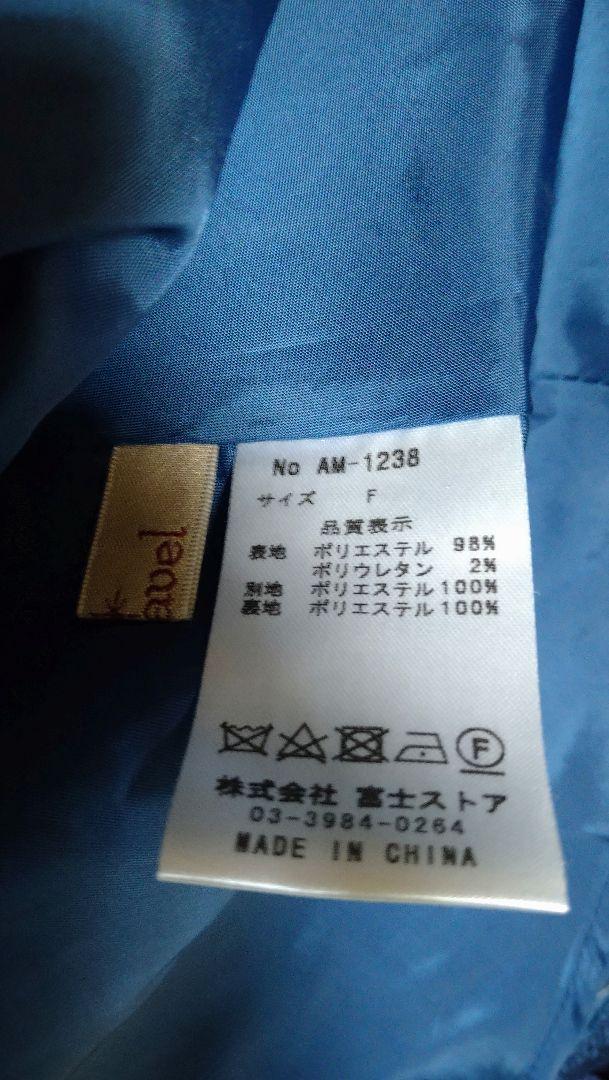 No AM-1238
サイズ F
品質表示
表地 ポリエステル 98%
ポリウレタン 2%
別地 ポリエステル 100%
裏地 ポリエステル 100%
F
株式会社 富士ストア
03-3984-0264
MADE IN CHINA